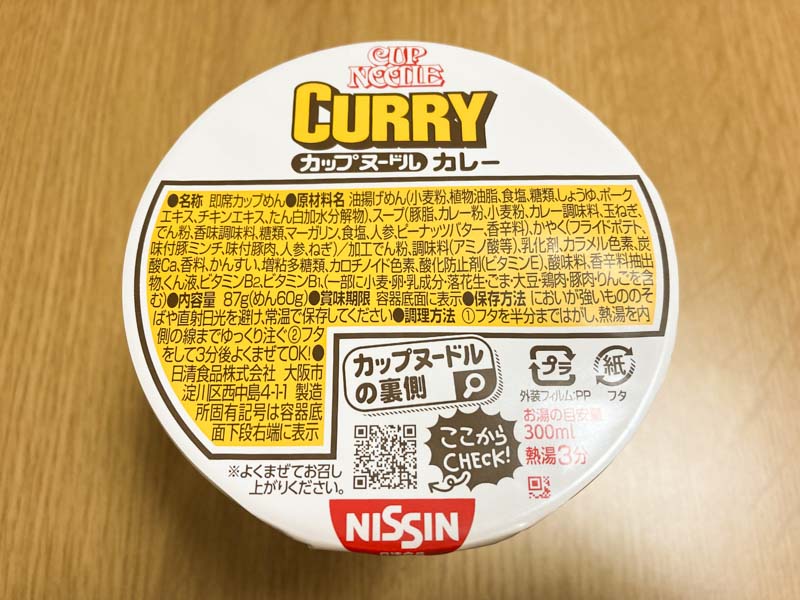 CUP
NOODLE
CURRY
カップヌードル カレー
●名称 即席カップめん●原材料名 油揚げめん(小麦粉、植物油脂、食塩、糖類、しょうゆ、ポーク
エキス、チキンエキス、たん白加水分解物)、スープ(豚脂、カレー粉、小麦粉、カレー調味料、玉ねぎ、
でん粉、香味調味料、糖類、マーガリン、食塩、人参、ピーナッツバター、香辛料)、かやく(フライドポテト、
味付豚ミンチ、味付豚肉、人参、ねぎ)/加工でん粉、調味料(アミノ酸等)、乳化剤、カラメル色素、炭
酸Ca、香料、かんすい、増粘多糖類、カロチノイド色素、酸化防止剤(ビタミンE)、酸味料、香辛料抽出
物、くん液、ビタミンB2、ビタミンB1、(一部に小麦・卵・乳成分・落花生・ごま・大豆・鶏肉・豚肉・りんごを含
む)●内容量 87g(めん60g)●賞味期限 容器底面に表示●保存方法 においが強いもののそ
ばや直射日光を避け、常温で保存してください●調理方法 ①フタを半分まではがし、熱湯を内
側の線までゆっくり注ぐ②フタ
をして3分後よくまぜてOK!●
日清食品株式会社 大阪市
淀川区西中島4-1-1 製造
所固有記号は容器底
面下段右端に表示
※よくまぜてお召し
上がりください。
カップヌードル
の裏側
ここから
CHECK!
プラ
外装フィルム:PP
紙
フタ
お湯の目安量
300ml
熱湯3分
NISSIN